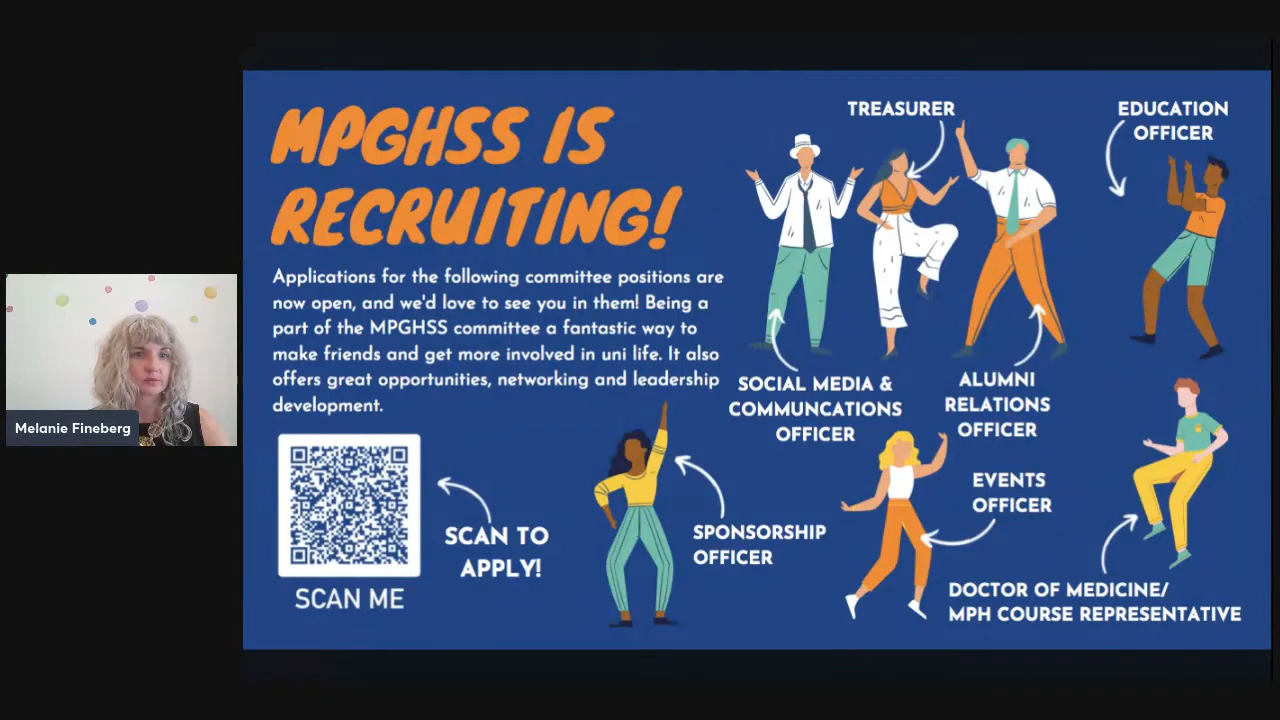 MPGHSS IS
RECRUITING!
Applications for the following committee positions are
now open, and we'd love to see you in them! Being a
part of the MPGHSS committee a fantastic way to
make friends and get more involved in uni life. It also
offers great opportunities, networking and leadership
development.
SCAN TO
APPLY!
SCAN ME
TREASURER
EDUCATION
OFFICER
SOCIAL MEDIA &
COMMUNCATIONS
OFFICER
ALUMNI
RELATIONS
OFFICER
SPONSORSHIP
OFFICER
EVENTS
OFFICER
DOCTOR OF MEDICINE/
MPH COURSE REPRESENTATIVE
Melanie Fineberg